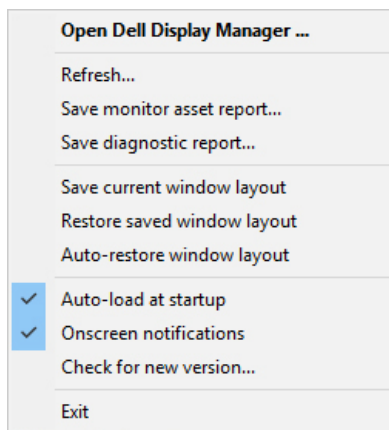 Open Dell Display Manager ...
Refresh...
Save monitor asset report...
Save diagnostic report...
Save current window layout
Restore saved window layout
Auto-restore window layout
Auto-load at startup
Onscreen notifications
Check for new version...
Exit